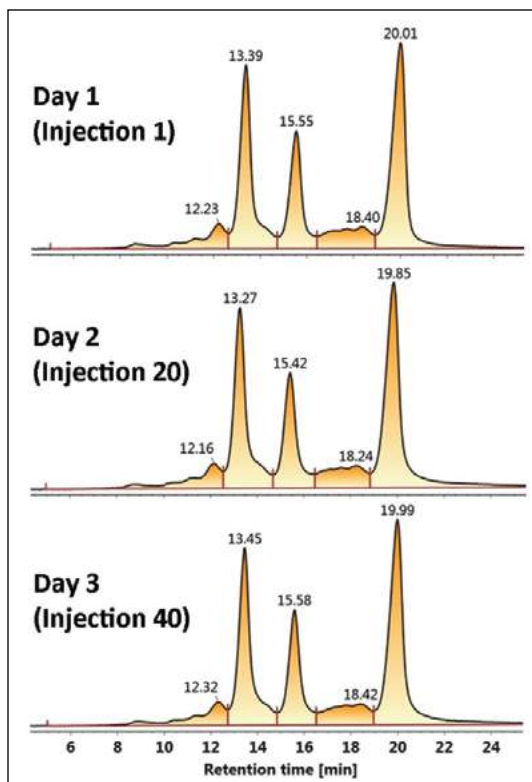 20.01
13.39
Day 1
(Injection 1)
15.55
12.23
18.40
19.85
13.27
Day 2
(Injection 20)
15.42
12.16
18.24
19.99
13.45
Day 3
(Injection 40)
15.58
12.32
18.42
6 8 10 12 14 16 18 20 22 24
Retention time [min]